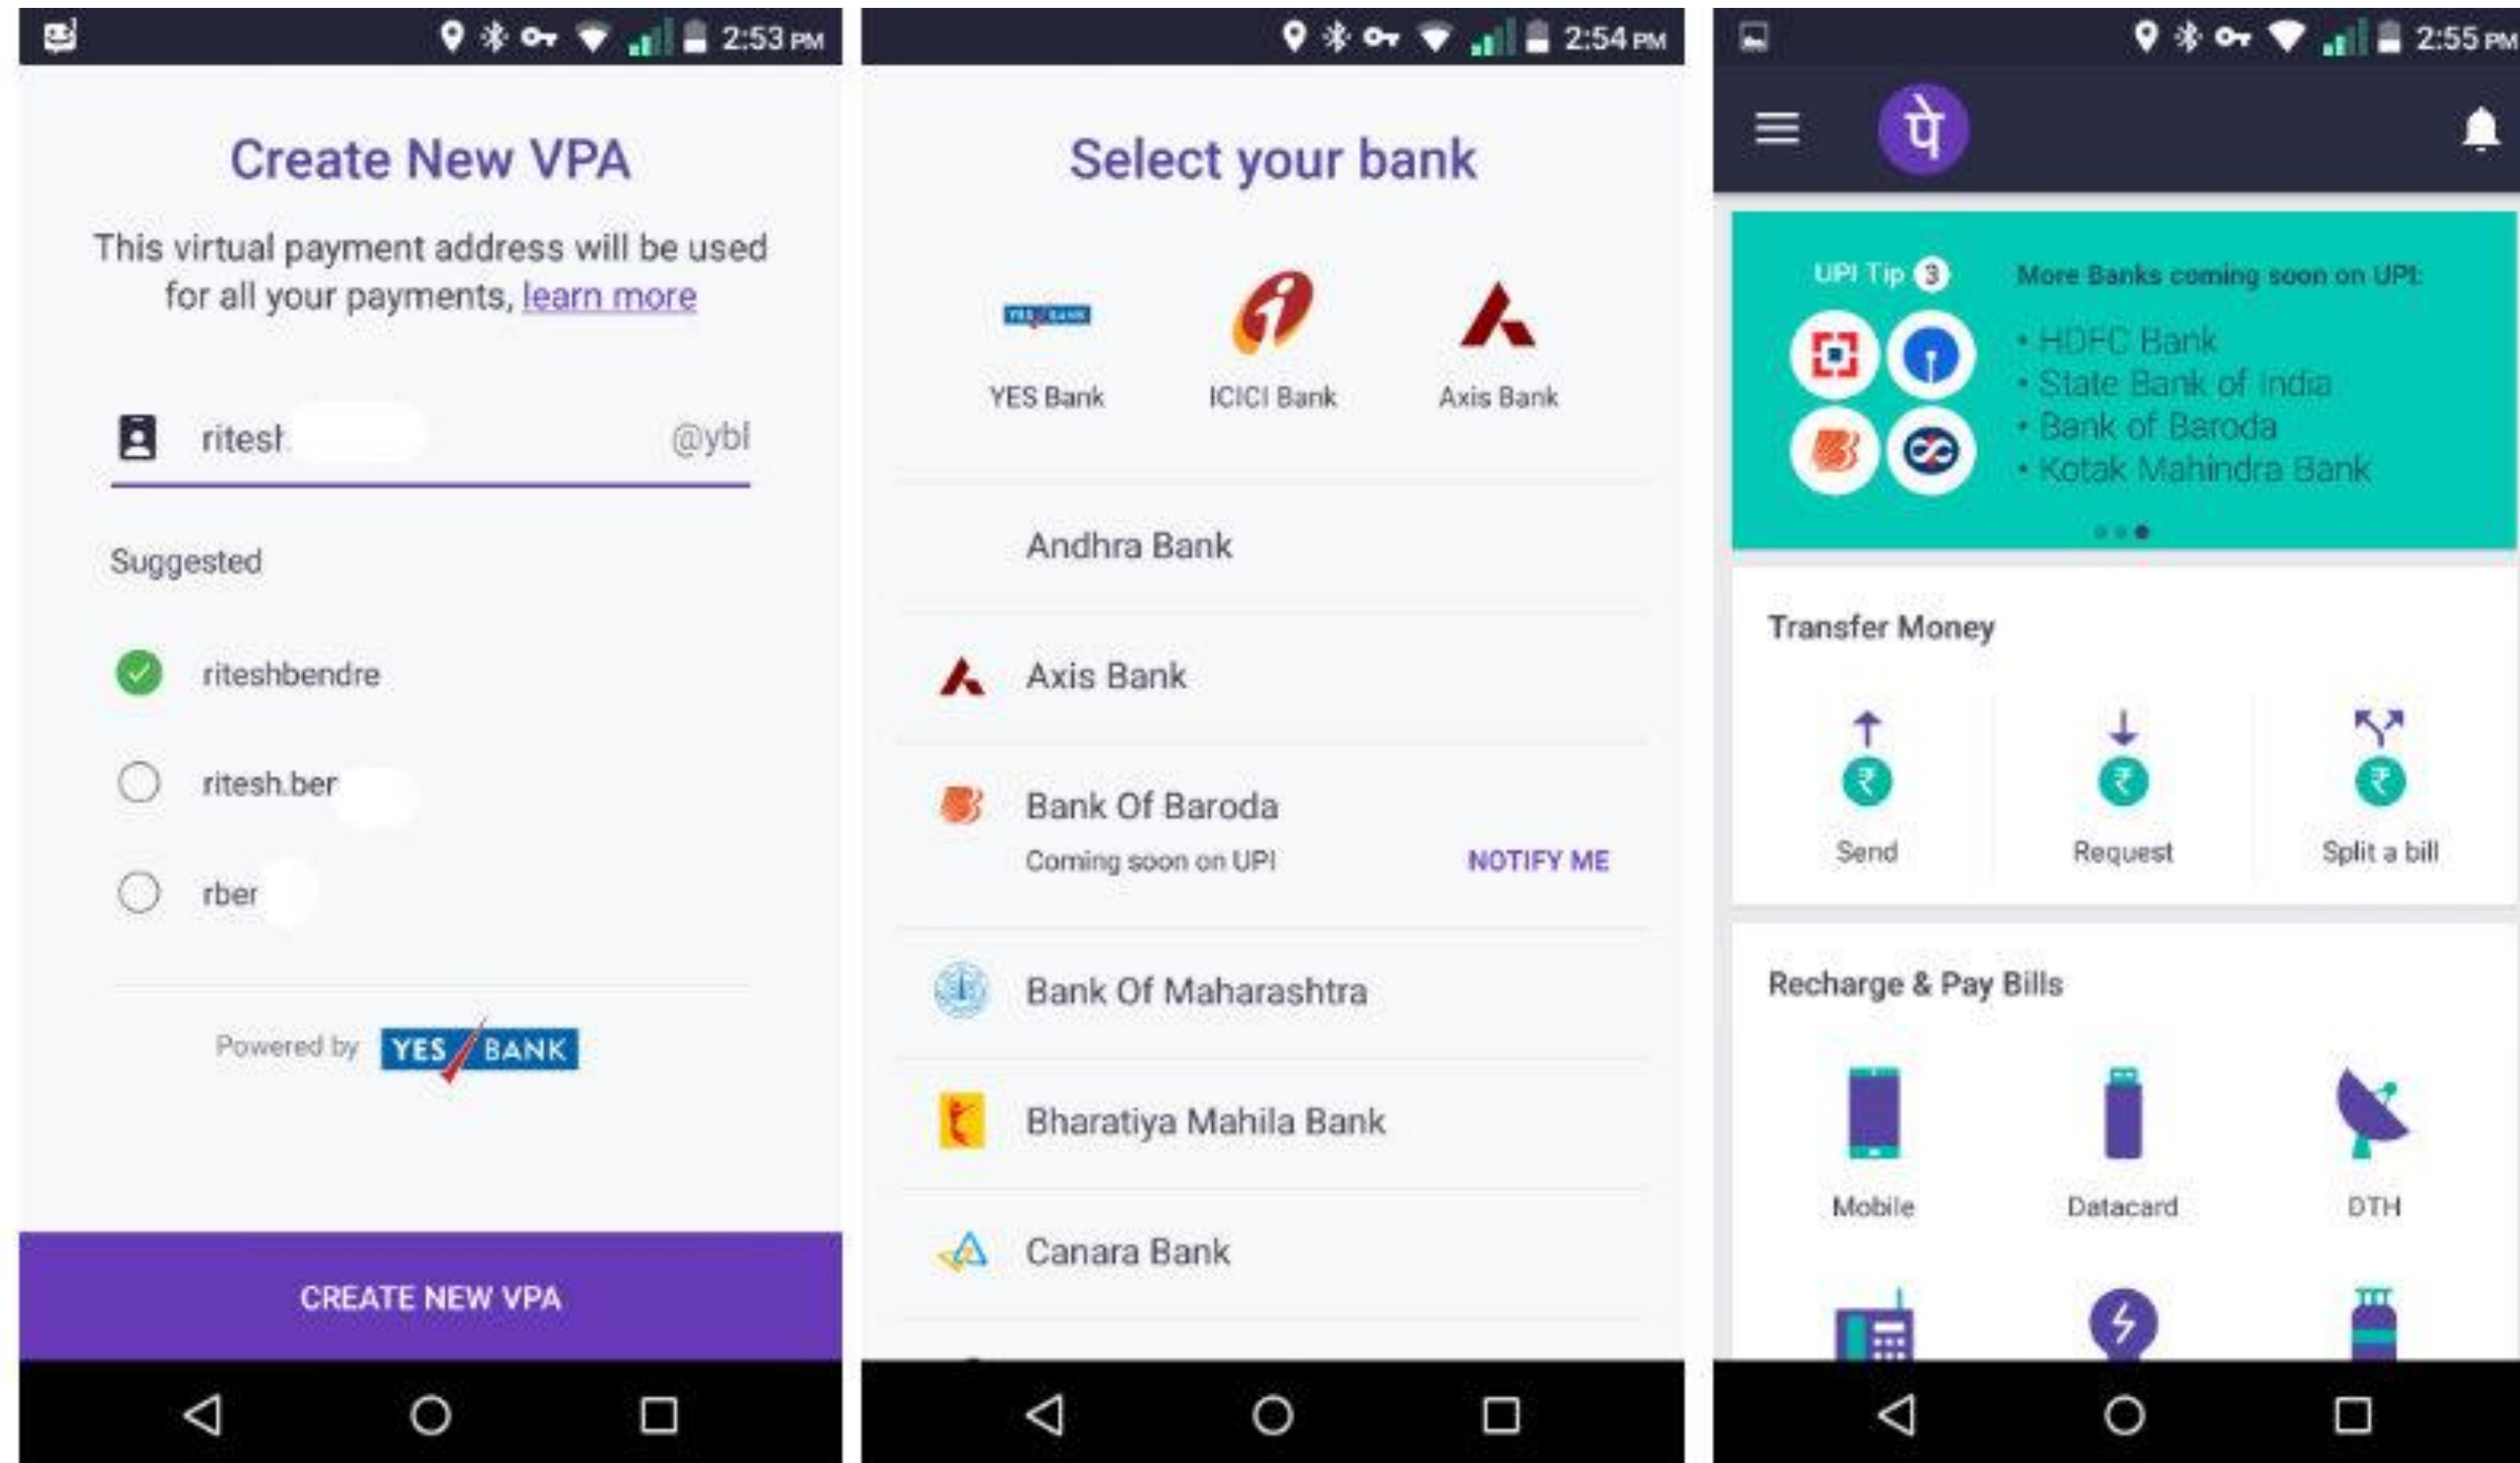 2:53 PM
Create New VPA
This virtual payment address will be used
for all your payments, learn more
@ybl
Suggested
riteshbendre
ritesh.ber
rber
Powered by YES BANK
CREATE NEW VPA
2:54 PM
Select your bank
YES BANK
YES Bank
ICICI Bank
Axis Bank
Andhra Bank
Axis Bank
Bank Of Baroda
Coming soon on UPI
NOTIFY ME
Bank Of Maharashtra
Bharatiya Mahila Bank
Canara Bank
2:55 PM
पे
UPI Tip 3
More Banks coming soon on UPI:
• HDFC Bank
• State Bank of India
• Bank of Baroda
• Kotak Mahindra Bank
Transfer Money
Send
Request
Split a bill
Recharge & Pay Bills
Mobile
Datacard
DTH